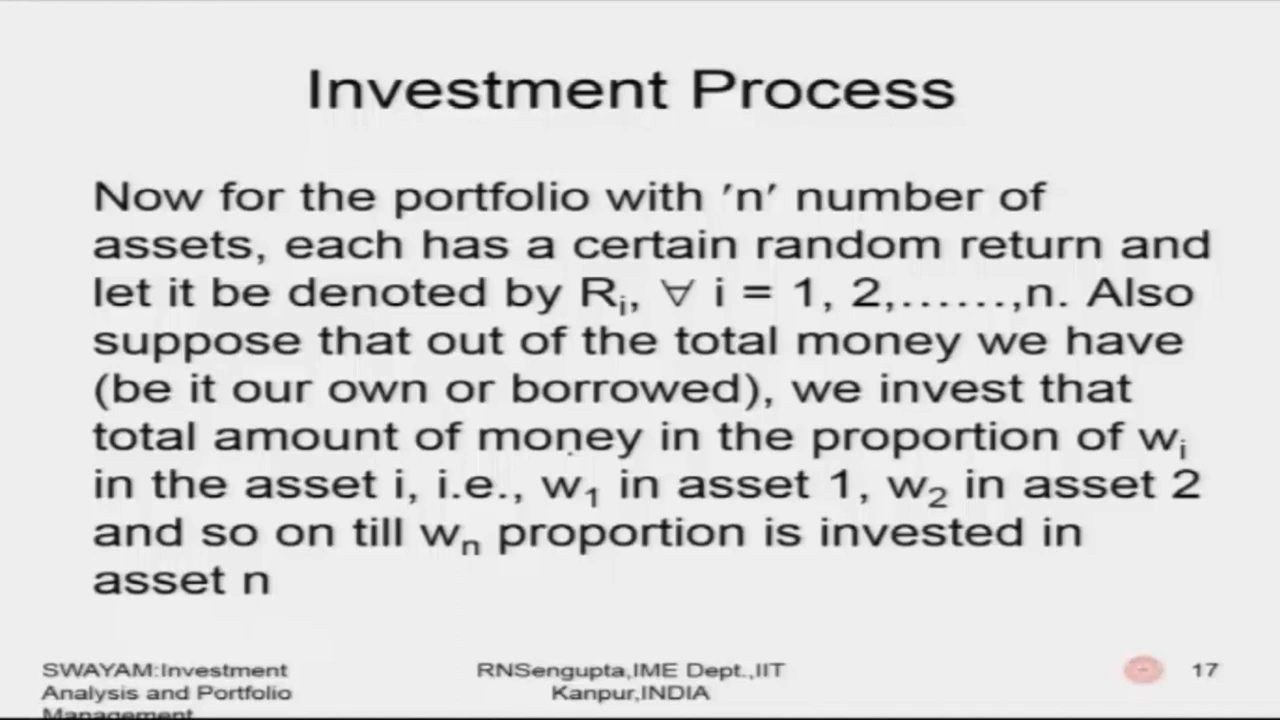 Investment Process
Now for the portfolio with ′n′ number of
assets, each has a certain random return and
let it be denoted by Rᵢ, ∀ i = 1, 2,.......,n. Also
suppose that out of the total money we have
(be it our own or borrowed), we invest that
total amount of money in the proportion of wᵢ
in the asset i, i.e., w₁ in asset 1, w₂ in asset 2
and so on till wₙ proportion is invested in
asset n
SWAYAM:Investment
Analysis and Portfolio
Management
RNSengupta,IME Dept.,IIT
Kanpur,INDIA
17